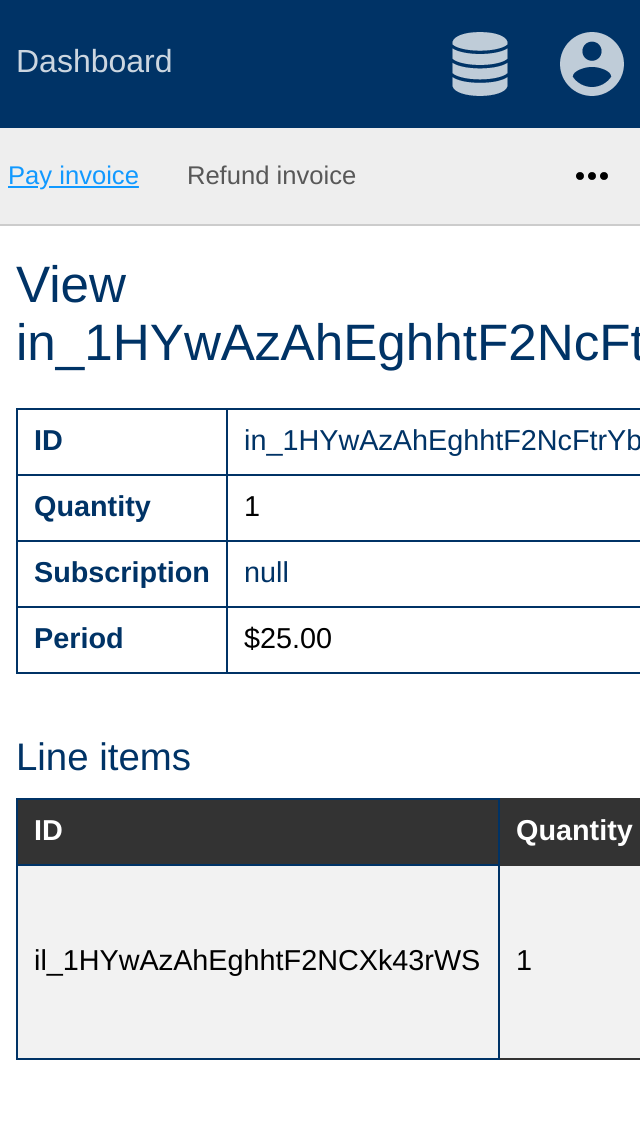 Dashboard
Pay invoice Refund invoice
View
in_1HYwAzAhEghhtF2NcFt
ID in_1HYwAzAhEghhtF2NcFtrYb
Quantity 1
Subscription null
Period $25.00
Line items
ID Quantity
il_1HYwAzAhEghhtF2NCXk43rWS 1